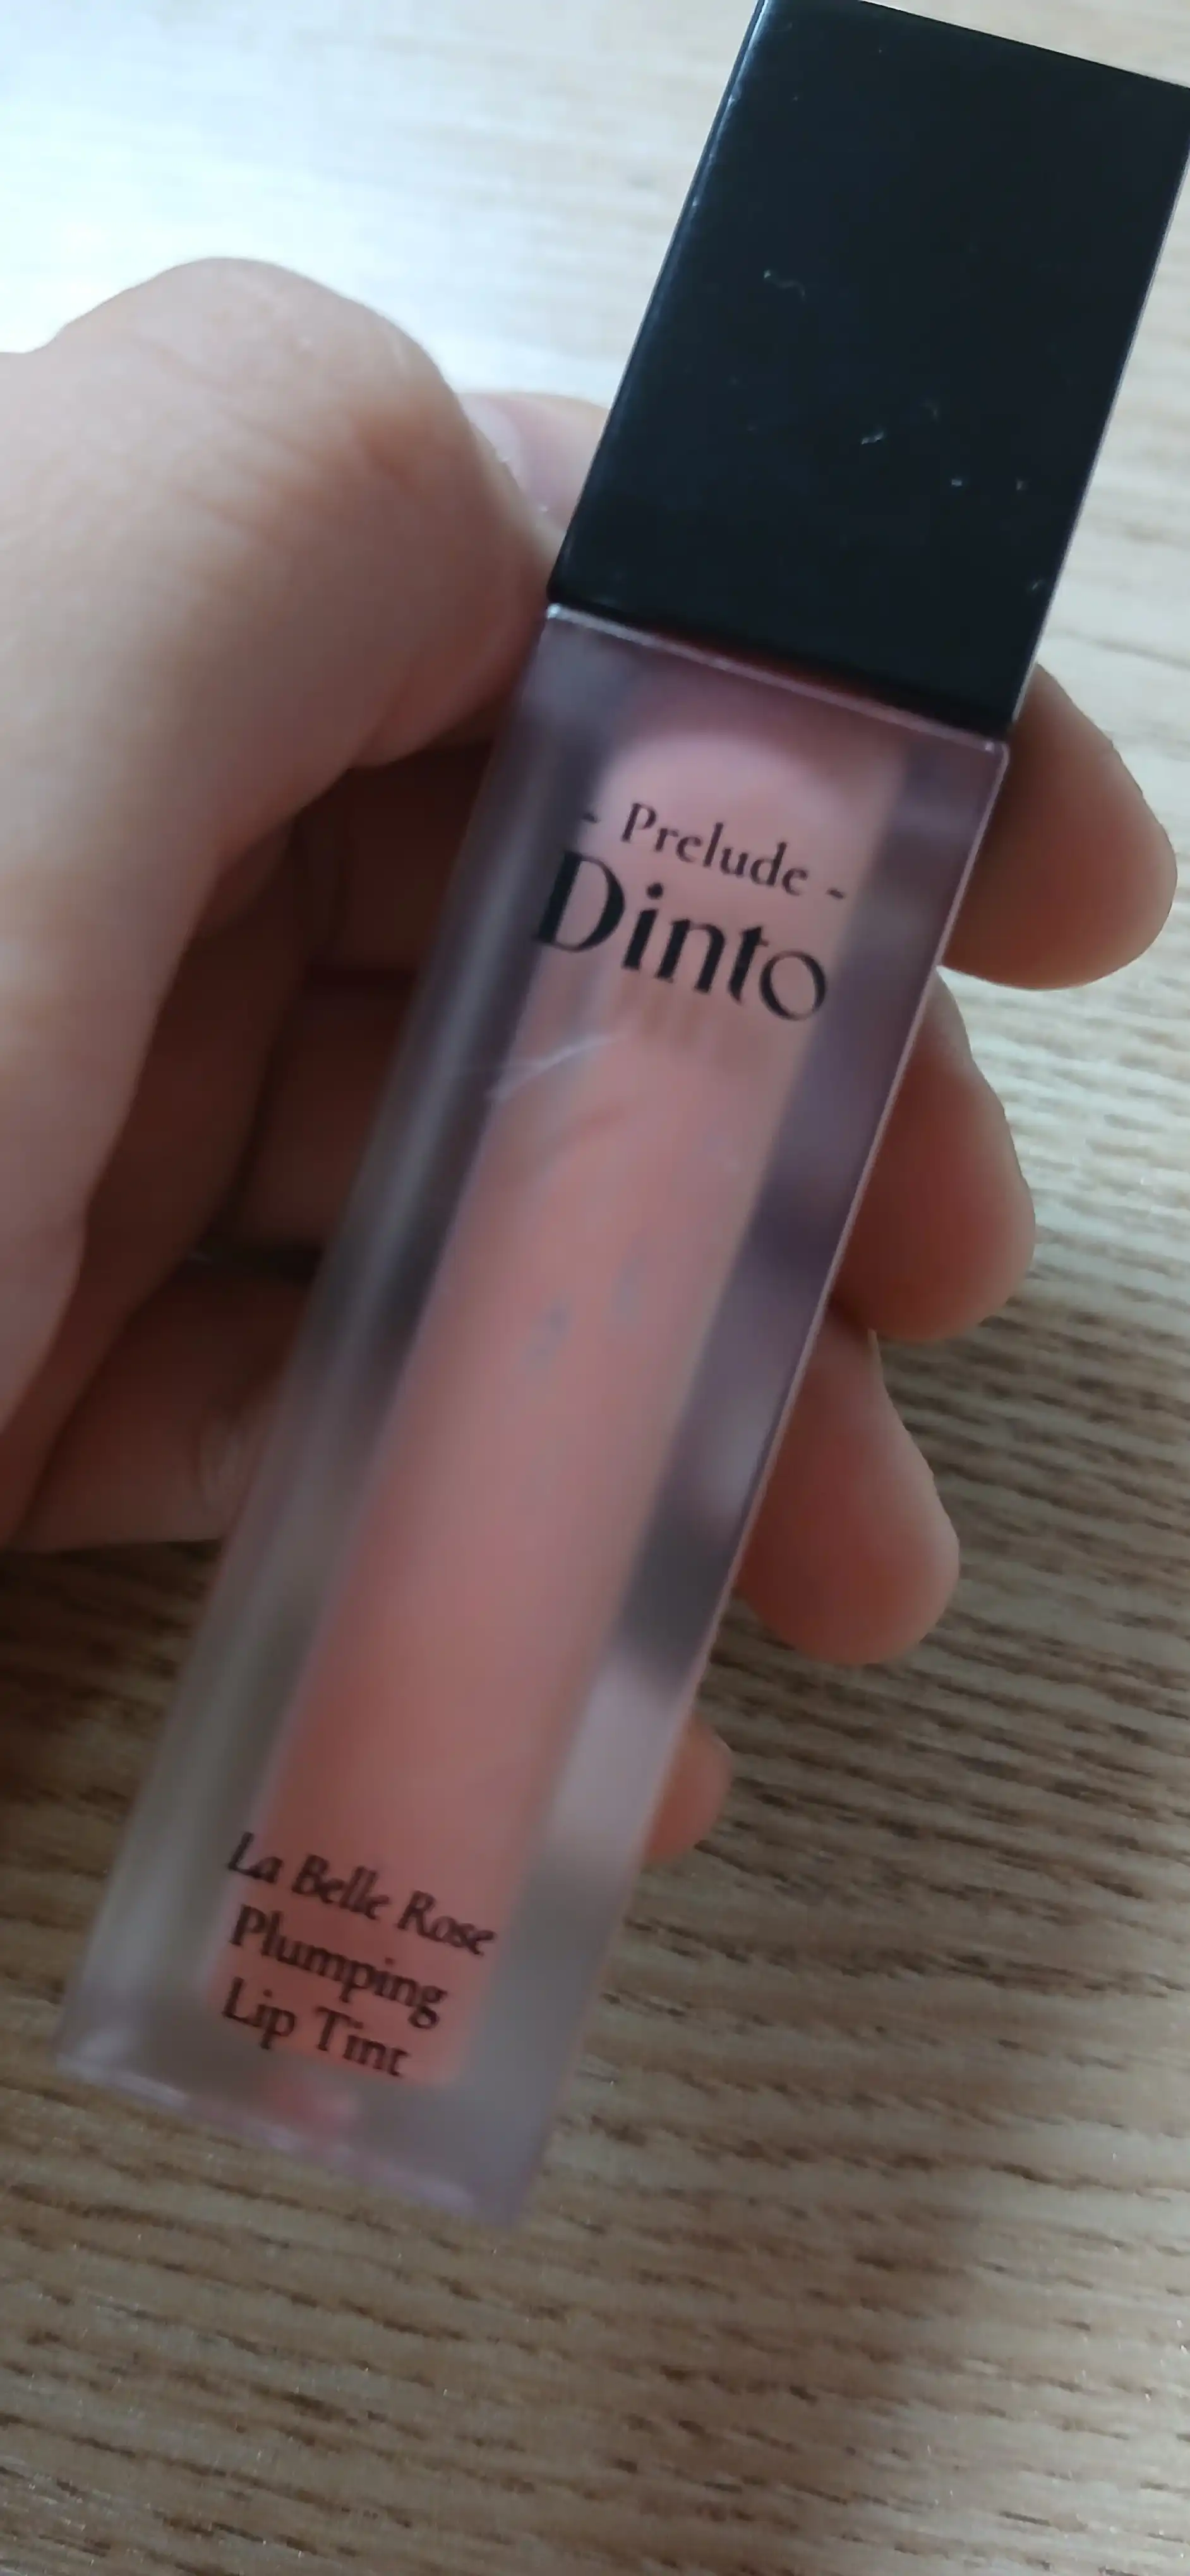 - Prelude -
Dinto
La Belle Rose
Plumping
Lip Tint